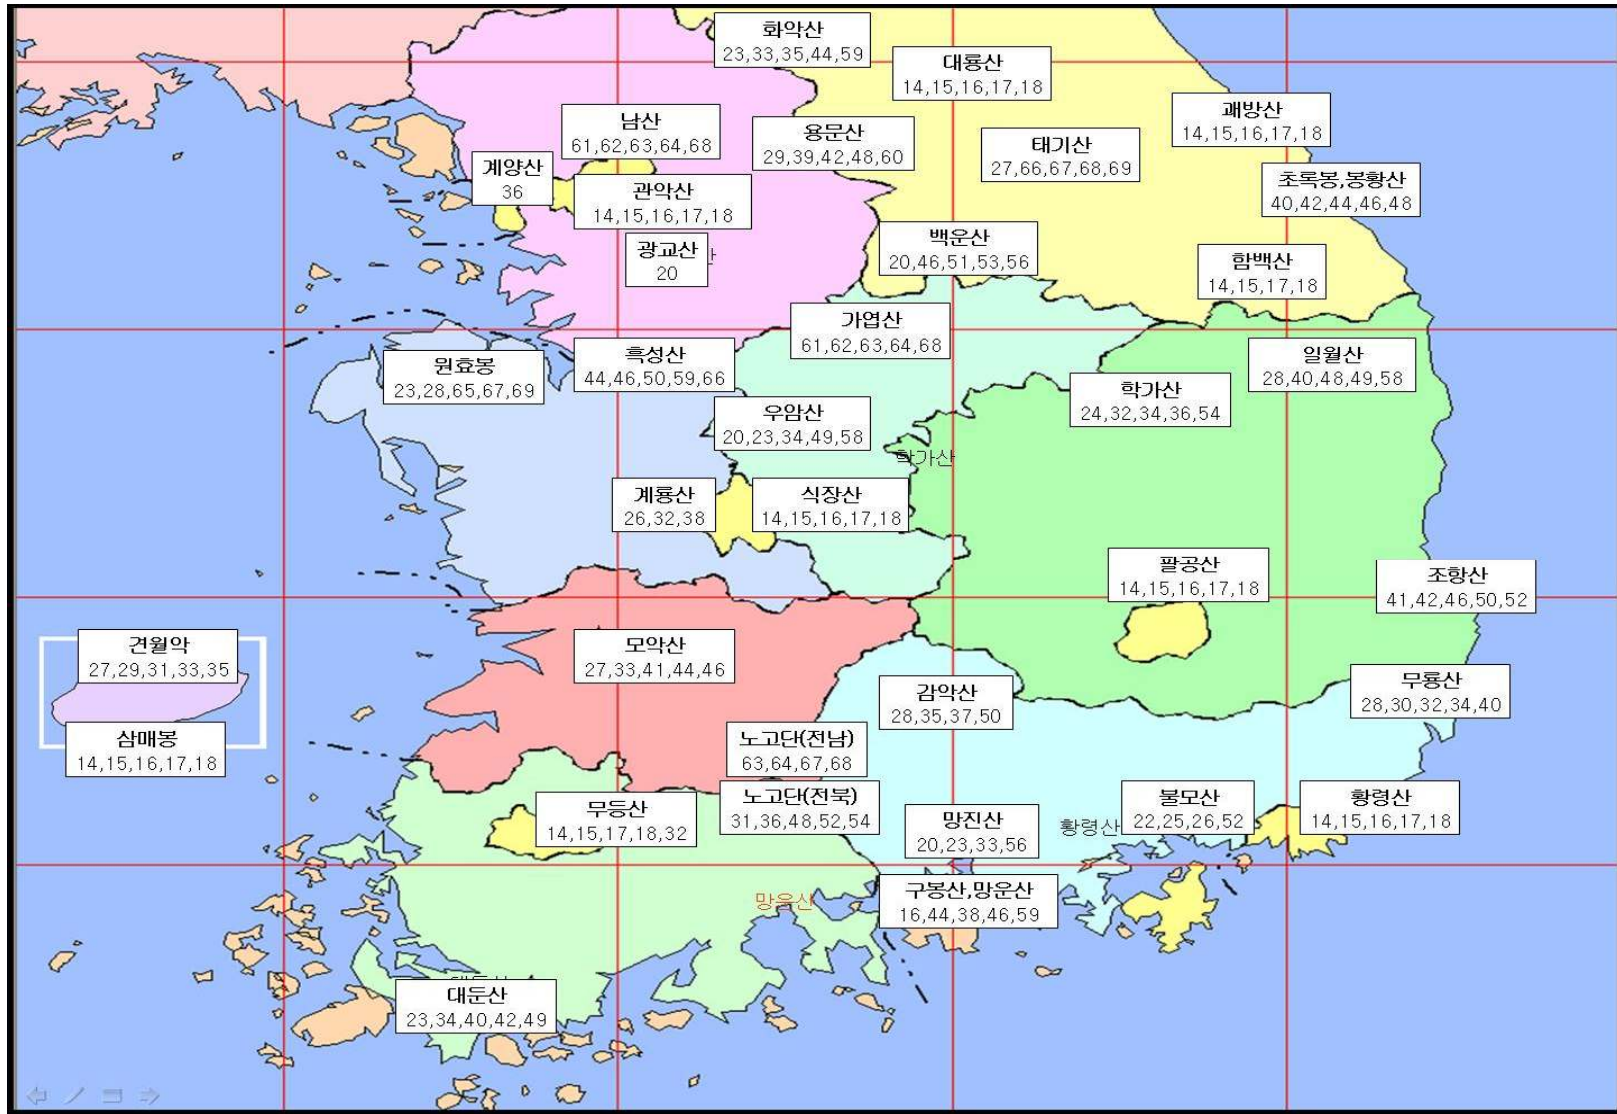 화악산
23,33,35,44,59
대룡산
14,15,16,17,18
괘방산
14,15,16,17,18
남산
61,62,63,64,68
용문산
29,39,42,48,60
태기산
27,66,67,68,69
계양산
36
관악산
14,15,16,17,18
초록봉,봉황산
40,42,44,46,48
광교산
20
백운산
20,46,51,53,56
함백산
14,15,17,18
가엽산
61,62,63,64,68
원효봉
23,28,65,67,69
흑성산
44,46,50,59,66
일월산
28,40,48,49,58
학가산
24,32,34,36,54
우암산
20,23,34,49,58
학가산
계룡산
26,32,38
식장산
14,15,16,17,18
팔공산
14,15,16,17,18
조항산
41,42,46,50,52
견월악
27,29,31,33,35
모악산
27,33,41,44,46
감악산
28,35,37,50
무룡산
28,30,32,34,40
삼매봉
14,15,16,17,18
노고단(전남)
63,64,67,68
노고단(전북)
31,36,48,52,54
무등산
14,15,17,18,32
망진산
20,23,33,56
황령산
불모산
22,25,26,52
황령산
14,15,16,17,18
망운산
구봉산,망운산
16,44,38,46,59
대둔산
23,34,40,42,49